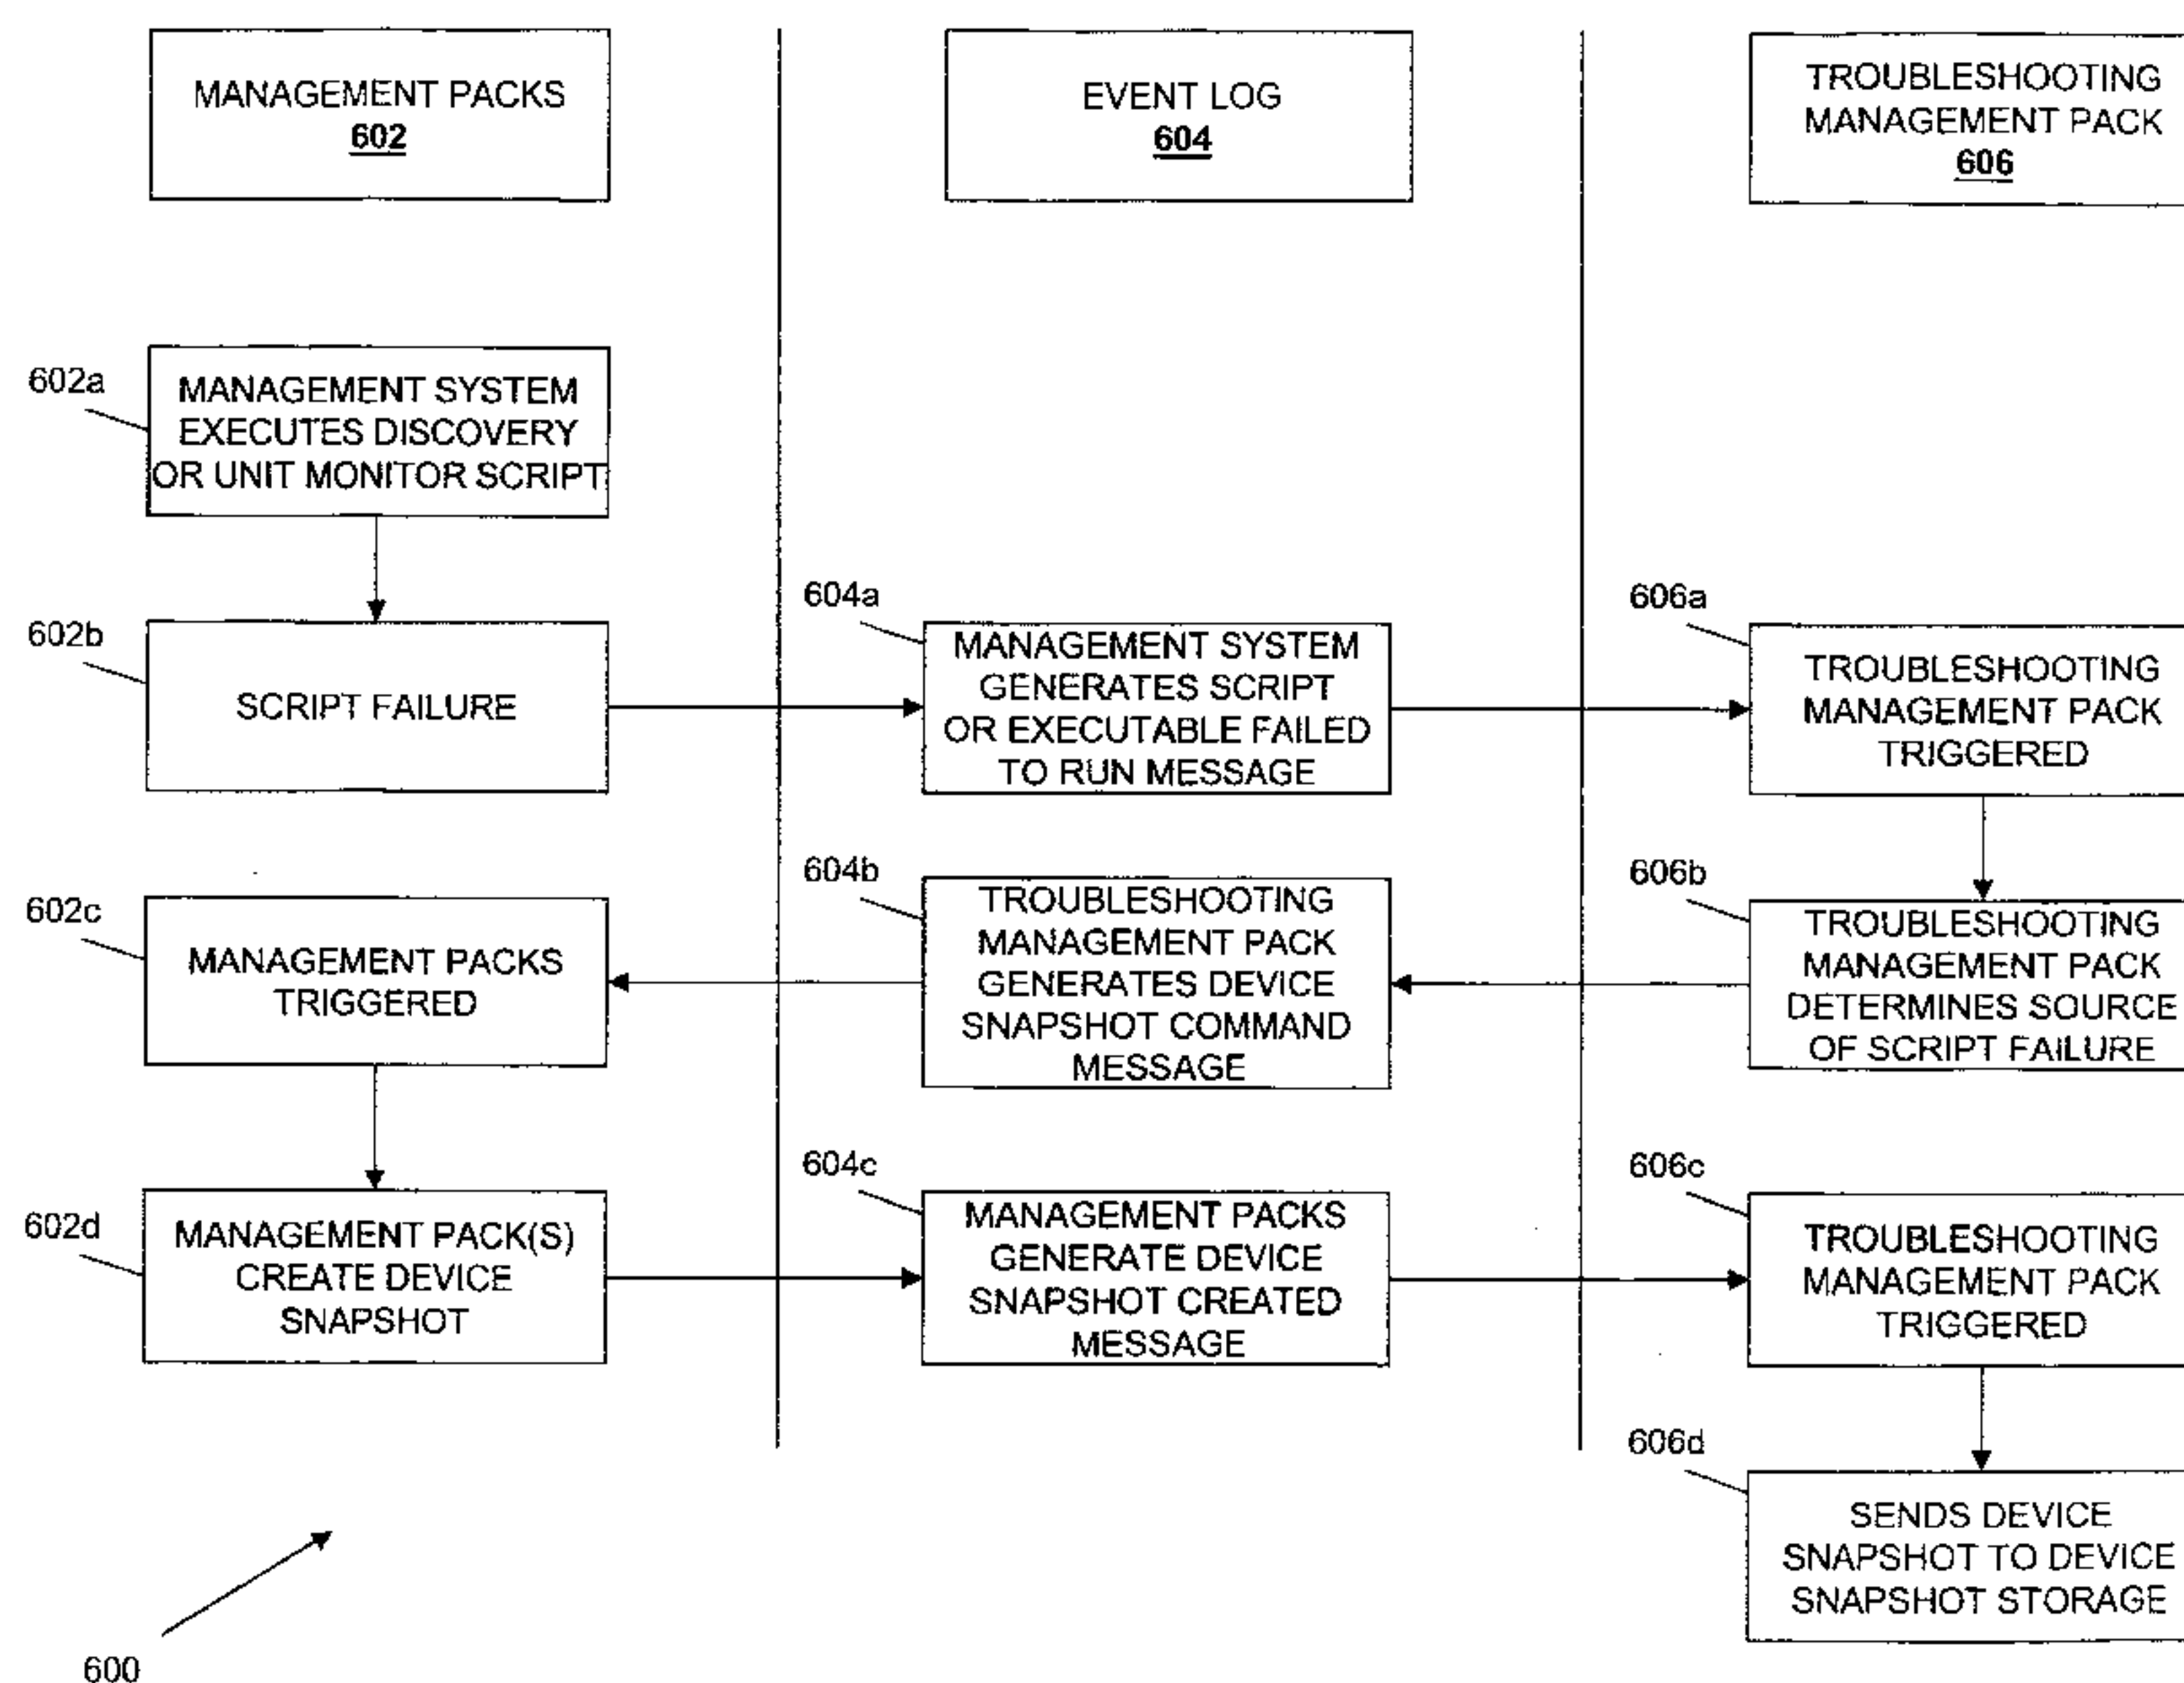 MANAGEMENT PACKS
602
EVENT LOG
604
TROUBLESHOOTING
MANAGEMENT PACK
606
602a
MANAGEMENT SYSTEM
EXECUTES DISCOVERY
OR UNIT MONITOR SCRIPT
602b
SCRIPT FAILURE
604a
MANAGEMENT SYSTEM
GENERATES SCRIPT
OR EXECUTABLE FAILED
TO RUN MESSAGE
606a
TROUBLESHOOTING
MANAGEMENT PACK
TRIGGERED
602c
MANAGEMENT PACKS
TRIGGERED
604b
TROUBLESHOOTING
MANAGEMENT PACK
GENERATES DEVICE
SNAPSHOT COMMAND
MESSAGE
606b
TROUBLESHOOTING
MANAGEMENT PACK
DETERMINES SOURCE
OF SCRIPT FAILURE
602d
MANAGEMENT PACK(S)
CREATE DEVICE
SNAPSHOT
604c
MANAGEMENT PACKS
GENERATE DEVICE
SNAPSHOT CREATED
MESSAGE
606c
TROUBLESHOOTING
MANAGEMENT PACK
TRIGGERED
606d
SENDS DEVICE
SNAPSHOT TO DEVICE
SNAPSHOT STORAGE
600